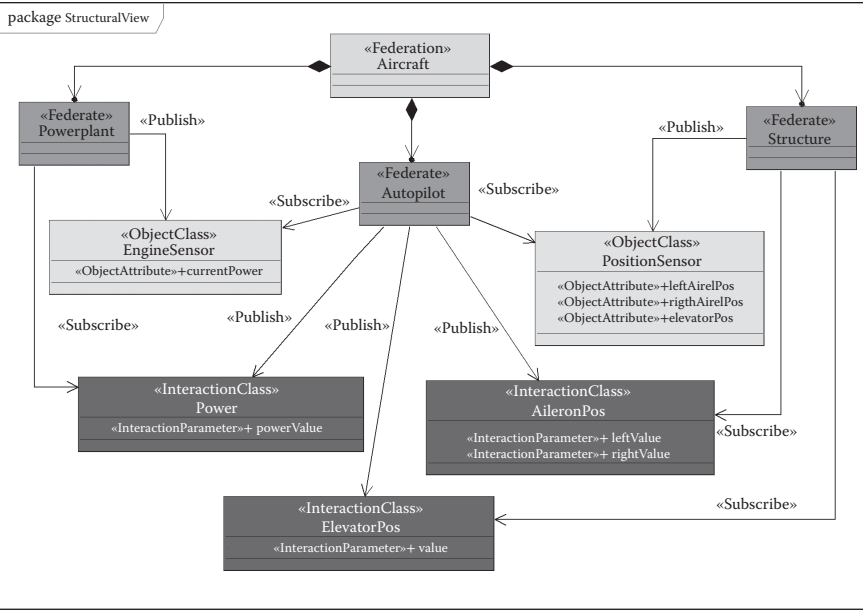 package StructuralView
«Federation»
Aircraft
«Federate»
Powerplant
«Publish»
«Publish»
«Federate»
Structure
«Federate»
Autopilot
«Subscribe»
«Subscribe»
«ObjectClass»
EngineSensor
«ObjectAttribute»+currentPower
«ObjectClass»
PositionSensor
«ObjectAttribute»+leftAirelPos
«ObjectAttribute»+rigthAirelPos
«ObjectAttribute»+elevatorPos
«Subscribe»
«Publish»
«Publish»
«Publish»
«InteractionClass»
Power
«InteractionParameter»+ powerValue
«InteractionClass»
AileronPos
«InteractionParameter»+ leftValue
«InteractionParameter»+ rightValue
«Subscribe»
«Subscribe»
«InteractionClass»
ElevatorPos
«InteractionParameter»+ value